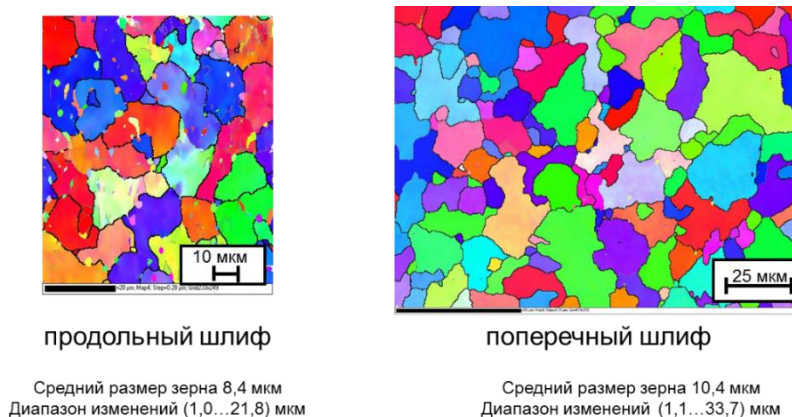 10 мкм
25 мкм
продольный шлиф
поперечный шлиф
Средний размер зерна 8,4 мкм
Диапазон изменений (1,0...21,8) мкм
Средний размер зерна 10,4 мкм
Диапазон изменений (1,1...33,7) мкм